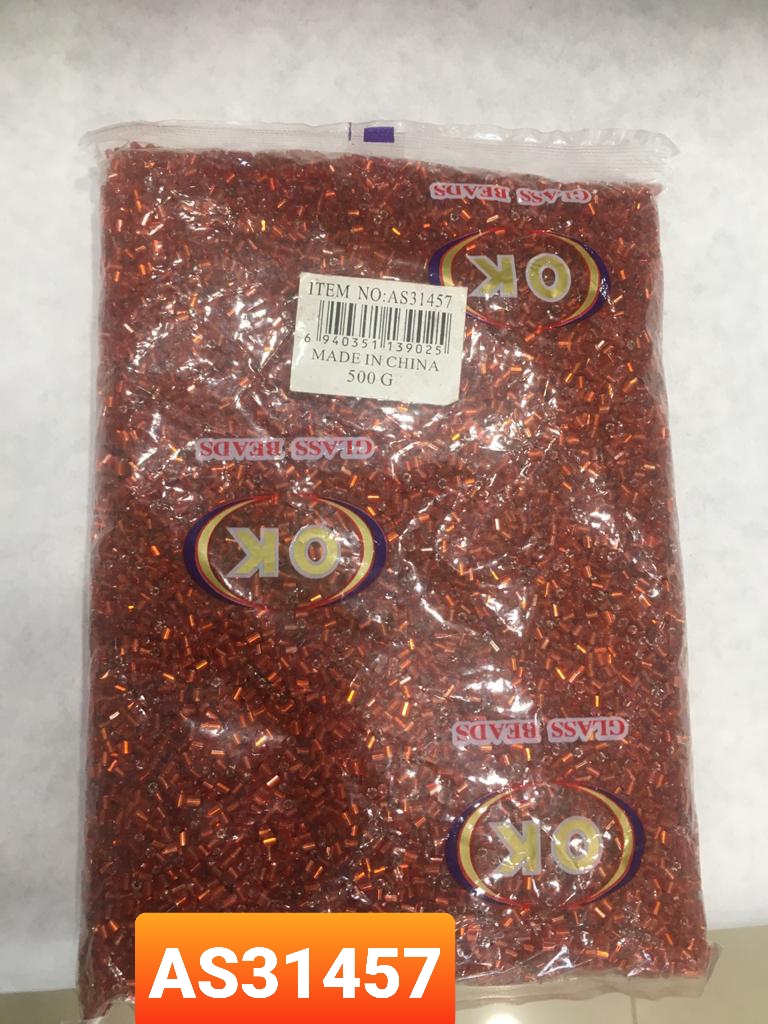 GLASS BEADS
OK
ITEM NO:AS31457
6 940351 139025
MADE IN CHINA
500 G
GLASS BEADS
OK
GLASS BEADS
OK
AS31457